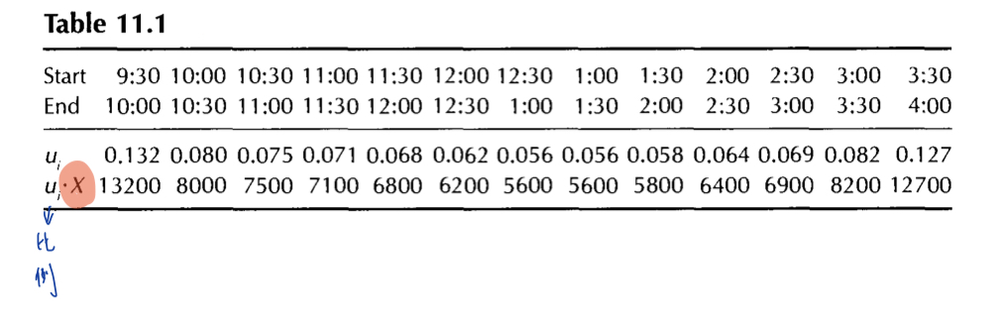 Table 11.1
Start 9:30 10:00 10:30 11:00 11:30 12:00 12:30 1:00 1:30 2:00 2:30 3:00 3:30
End 10:00 10:30 11:00 11:30 12:00 12:30 1:00 1:30 2:00 2:30 3:00 3:30 4:00
uᵢ 0.132 0.080 0.075 0.071 0.068 0.062 0.056 0.056 0.058 0.064 0.069 0.082 0.127
uᵢ·X 13200 8000 7500 7100 6800 6200 5600 5600 5800 6400 6900 8200 12700
比
例